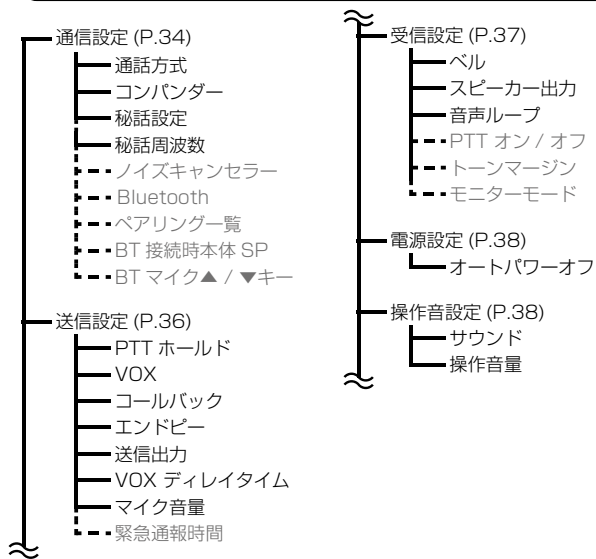 通信設定 (P.34)
通話方式
コンパンダー
秘話設定
秘話周波数
ノイズキャンセラー
Bluetooth
ペアリング一覧
BT 接続時本体 SP
BT マイク▲ / ▼キー
送信設定 (P.36)
PTT ホールド
VOX
コールバック
エンドピー
送信出力
VOX ディレイタイム
マイク音量
緊急通報時間
受信設定 (P.37)
ベル
スピーカー出力
音声ループ
PTT オン / オフ
トーンマージン
モニターモード
電源設定 (P.38)
オートパワーオフ
操作音設定 (P.38)
サウンド
操作音量